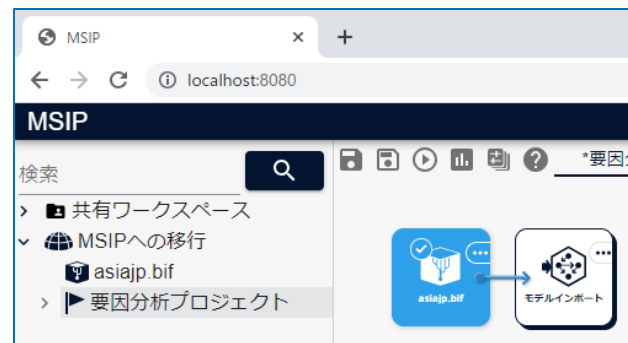 MSIP
localhost:8080
MSIP
検索
*要因
共有ワークスペース
MSIPへの移行
asiajp.bif
要因分析プロジェクト
asiajp.bif
モデルインポート